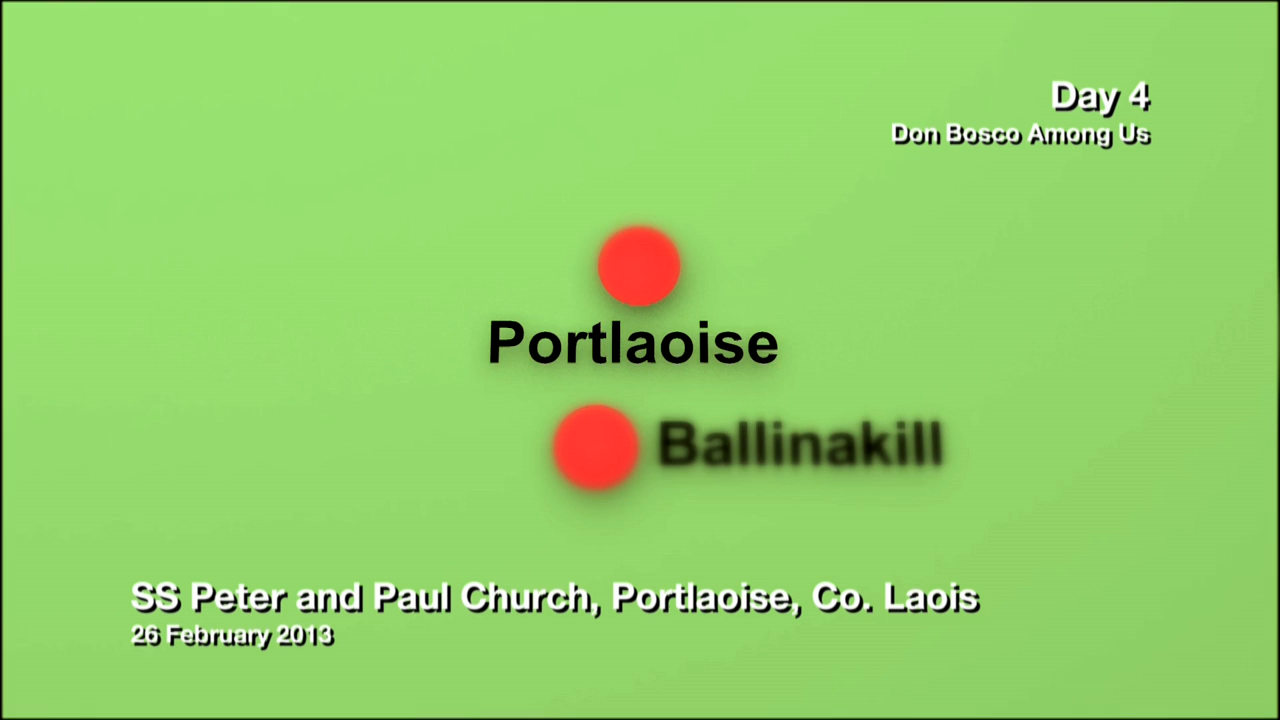 Day 4
Don Bosco Among Us
Portlaoise
Ballinakill
SS Peter and Paul Church, Portlaoise, Co. Laois
26 February 2013